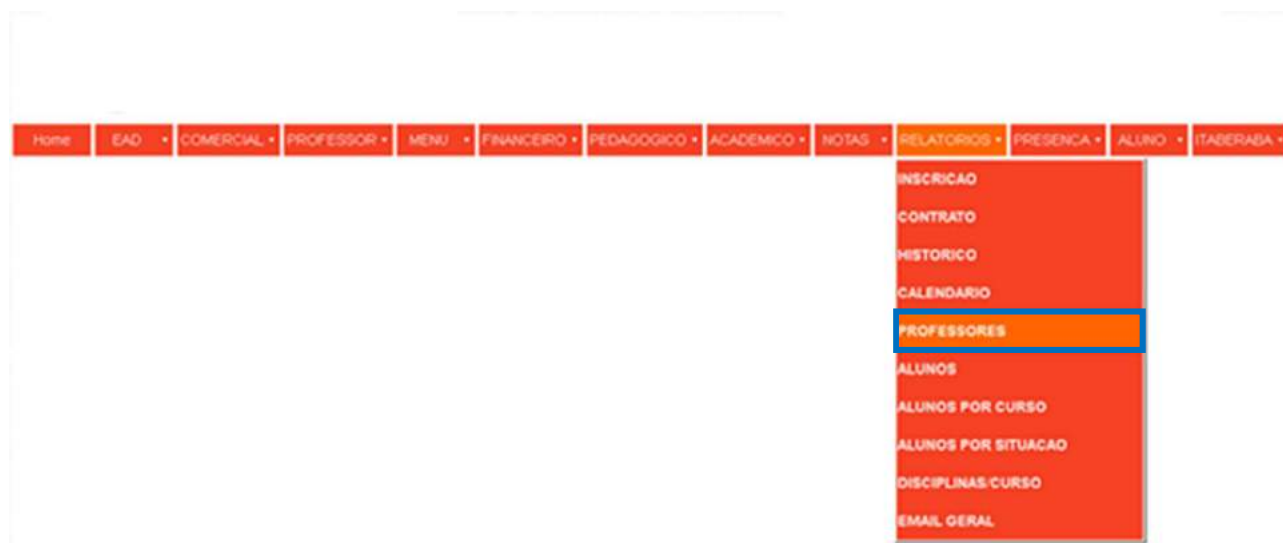 Home EAD COMERCIAL PROFESSOR MENU FINANCEIRO PEDAGOGICO ACADEMICO NOTAS RELATORIOS PRESENCA ALUNO ITABERABA
INSCRICAO
CONTRATO
HISTORICO
CALENDARIO
PROFESSORES
ALUNOS
ALUNOS POR CURSO
ALUNOS POR SITUACAO
DISCIPLINAS/CURSO
EMAIL GERAL